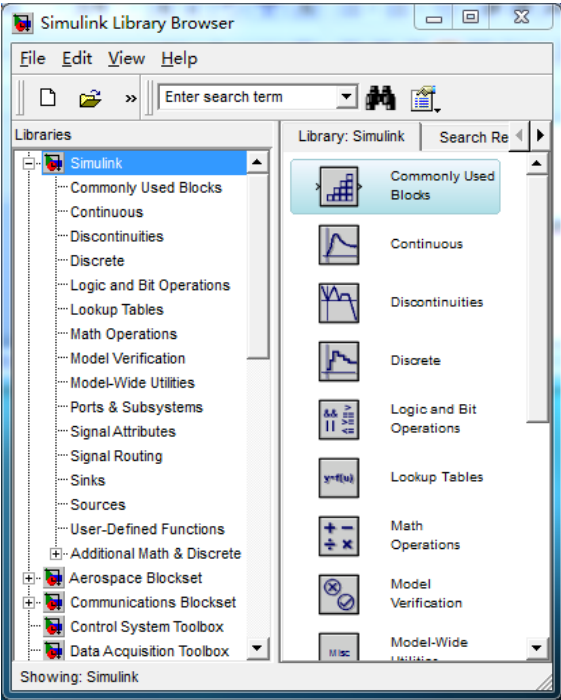 Simulink Library Browser
File Edit View Help
» Enter search term
Libraries
Simulink
Commonly Used Blocks
Continuous
Discontinuities
Discrete
Logic and Bit Operations
Lookup Tables
Math Operations
Model Verification
Model-Wide Utilities
Ports & Subsystems
Signal Attributes
Signal Routing
Sinks
Sources
User-Defined Functions
Additional Math & Discrete
Aerospace Blockset
Communications Blockset
Control System Toolbox
Data Acquisition Toolbox
Library: Simulink Search Re
Commonly Used
Blocks
Continuous
Discontinuities
Discrete
&& > >= || <=
Logic and Bit
Operations
y=f(u)
Lookup Tables
+ − ÷ ×
Math
Operations
Model
Verification
Misc
Model-Wide
Utilities
Showing: Simulink